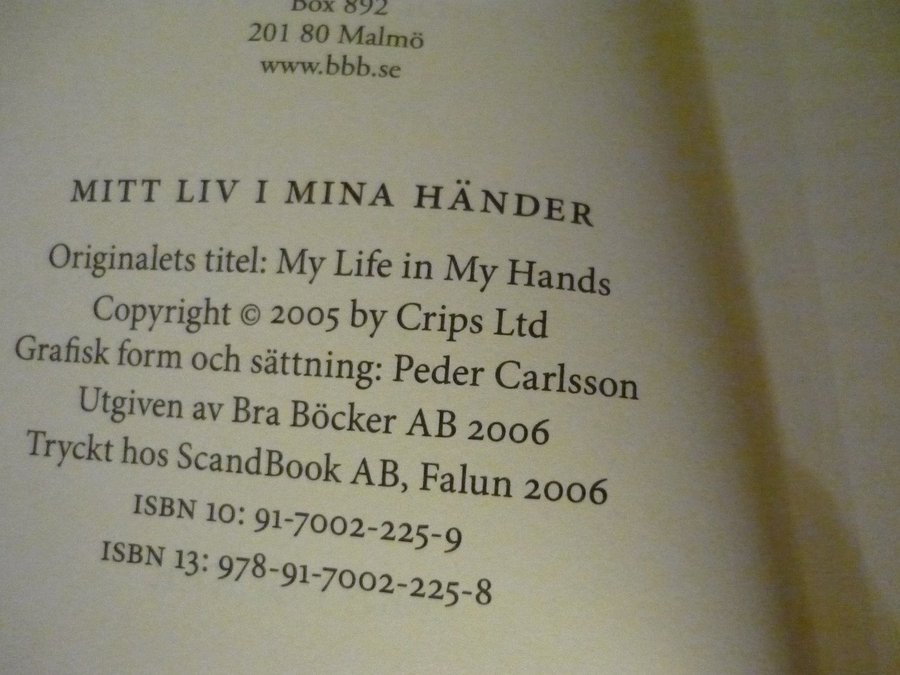 Box 892
201 80 Malmö
www.bbb.se
MITT LIV I MINA HÄNDER
Originalets titel: My Life in My Hands
Copyright © 2005 by Crips Ltd
Grafisk form och sättning: Peder Carlsson
Utgiven av Bra Böcker AB 2006
Tryckt hos ScandBook AB, Falun 2006
ISBN 10: 91-7002-225-9
ISBN 13: 978-91-7002-225-8